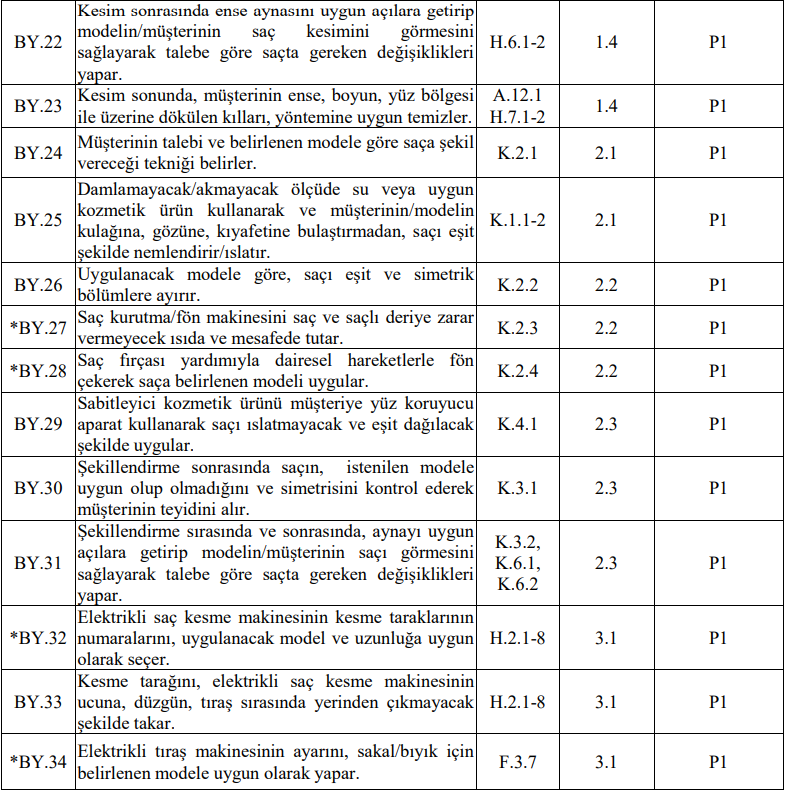 Kesim sonrasında ense aynasını uygun açılara getirip
modelin/müşterinin saç kesimini görmesini
sağlayarak talebe göre saçta gereken değişiklikleri
yapar.
BY.22
H.6.1-2
1.4
P1
Kesim sonunda, müşterinin ense, boyun, yüz bölgesi
ile üzerine dökülen kılları, yöntemine uygun temizler.
BY.23
A.12.1
H.7.1-2
1.4
P1
Müşterinin talebi ve belirlenen modele göre saça şekil
vereceği tekniği belirler.
BY.24
K.2.1
2.1
P1
Damlamayacak/akmayacak ölçüde su veya uygun
kozmetik ürün kullanarak ve müşterinin/modelin
kulağına, gözüne, kıyafetine bulaştırmadan, saçı eşit
şekilde nemlendirir/ıslatır.
BY.25
K.1.1-2
2.1
P1
Uygulanacak modele göre, saçı eşit ve simetrik
bölümlere ayırır.
BY.26
K.2.2
2.2
P1
Saç kurutma/fön makinesini saç ve saçlı deriye zarar
vermeyecek ısıda ve mesafede tutar.
*BY.27
K.2.3
2.2
P1
Saç fırçası yardımıyla dairesel hareketlerle fön
çekerek saça belirlenen modeli uygular.
*BY.28
K.2.4
2.2
P1
Sabitleyici kozmetik ürünü müşteriye yüz koruyucu
aparat kullanarak saçı ıslatmayacak ve eşit dağılacak
şekilde uygular.
BY.29
K.4.1
2.3
P1
Şekillendirme sonrasında saçın, istenilen modele
uygun olup olmadığını ve simetrisini kontrol ederek
müşterinin teyidini alır.
BY.30
K.3.1
2.3
P1
Şekillendirme sırasında ve sonrasında, aynayı uygun
açılara getirip modelin/müşterinin saçı görmesini
sağlayarak talebe göre saçta gereken değişiklikleri
yapar.
BY.31
K.3.2,
K.6.1,
K.6.2
2.3
P1
Elektrikli saç kesme makinesinin kesme taraklarının
numaralarını, uygulanacak model ve uzunluğa uygun
olarak seçer.
*BY.32
H.2.1-8
3.1
P1
Kesme tarağını, elektrikli saç kesme makinesinin
ucuna, düzgün, tıraş sırasında yerinden çıkmayacak
şekilde takar.
BY.33
H.2.1-8
3.1
P1
Elektrikli tıraş makinesinin ayarını, sakal/bıyık için
belirlenen modele uygun olarak yapar.
*BY.34
F.3.7
3.1
P1